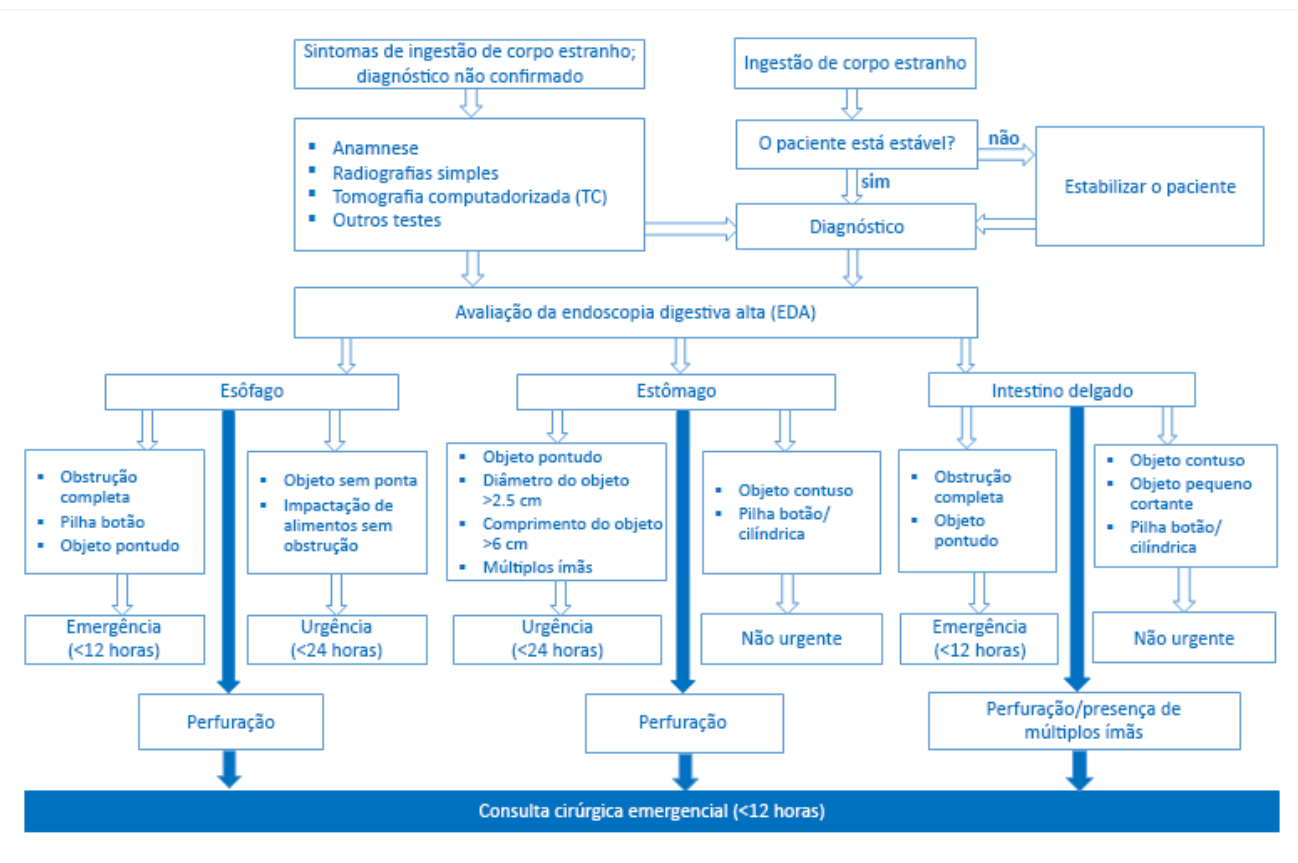 Sintomas de ingestão de corpo estranho;
diagnóstico não confirmado
Ingestão de corpo estranho
▪ Anamnese
▪ Radiografias simples
▪ Tomografia computadorizada (TC)
▪ Outros testes
O paciente está estável?
não
sim
Estabilizar o paciente
Diagnóstico
Avaliação da endoscopia digestiva alta (EDA)
Esôfago
▪ Obstrução
completa
▪ Pilha botão
▪ Objeto pontudo
Emergência
(<12 horas)
▪ Objeto sem ponta
▪ Impactação de
alimentos sem
obstrução
Urgência
(<24 horas)
Perfuração
Estômago
▪ Objeto pontudo
▪ Diâmetro do objeto
>2.5 cm
▪ Comprimento do objeto
>6 cm
▪ Múltiplos ímãs
Urgência
(<24 horas)
▪ Objeto contuso
▪ Pilha botão/
cilíndrica
Não urgente
Perfuração
Intestino delgado
▪ Obstrução
completa
▪ Objeto
pontudo
Emergência
(<12 horas)
▪ Objeto contuso
▪ Objeto pequeno
cortante
▪ Pilha botão/
cilíndrica
Não urgente
Perfuração/presença de
múltiplos ímãs
Consulta cirúrgica emergencial (<12 horas)